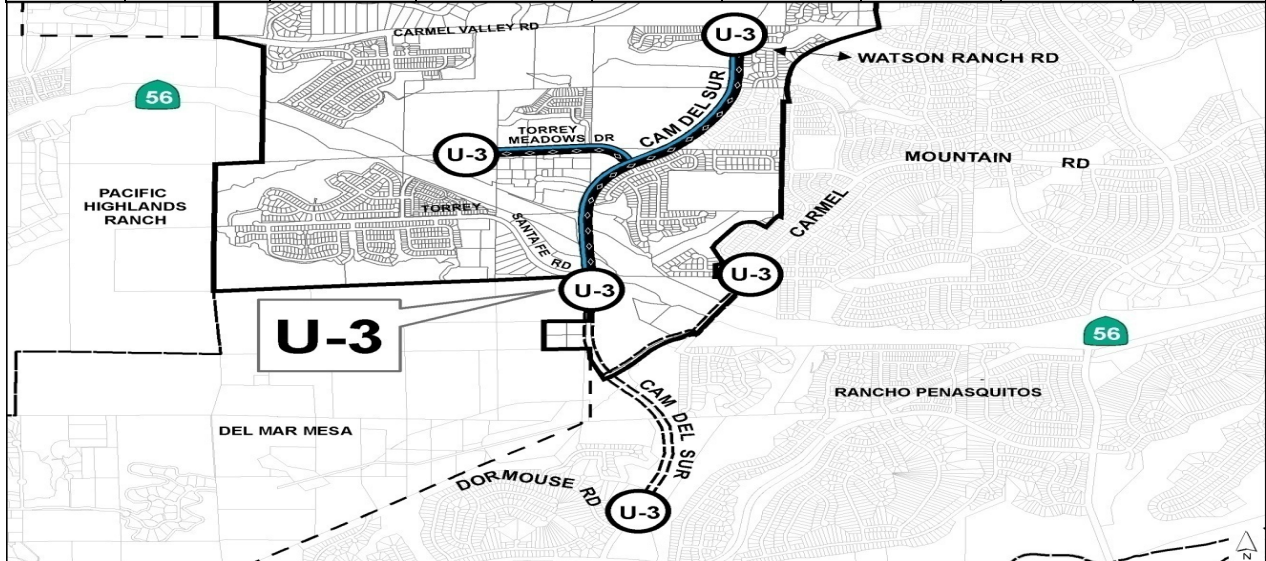 CARMEL VALLEY RD
U-3
WATSON RANCH RD
56
CAM DEL SUR
TORREY
MEADOWS DR
U-3
MOUNTAIN RD
PACIFIC
HIGHLANDS
RANCH
TORREY
SANTA FE RD
CARMEL
U-3
U-3
U-3
56
CAM DEL SUR
RANCHO PENASQUITOS
DEL MAR MESA
DORMOUSE RD
U-3
N